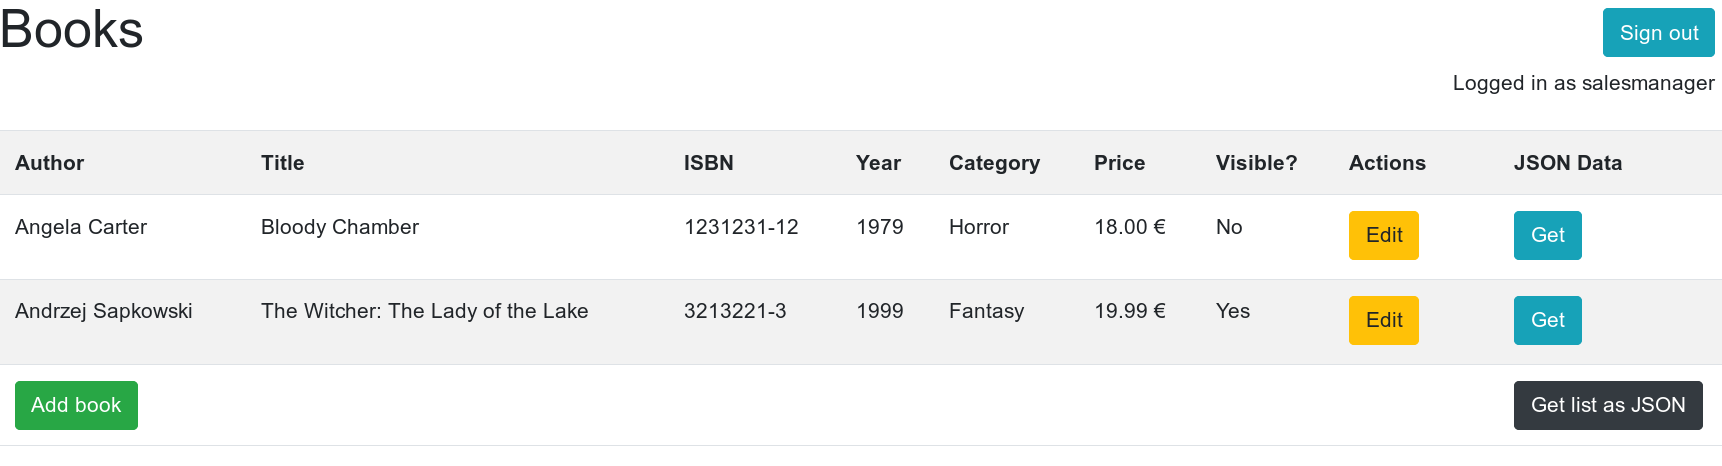 Books
Sign out
Logged in as salesmanager
Author Title ISBN Year Category Price Visible? Actions JSON Data
Angela Carter Bloody Chamber 1231231-12 1979 Horror 18.00 € No Edit Get
Andrzej Sapkowski The Witcher: The Lady of the Lake 3213221-3 1999 Fantasy 19.99 € Yes Edit Get
Add book Get list as JSON